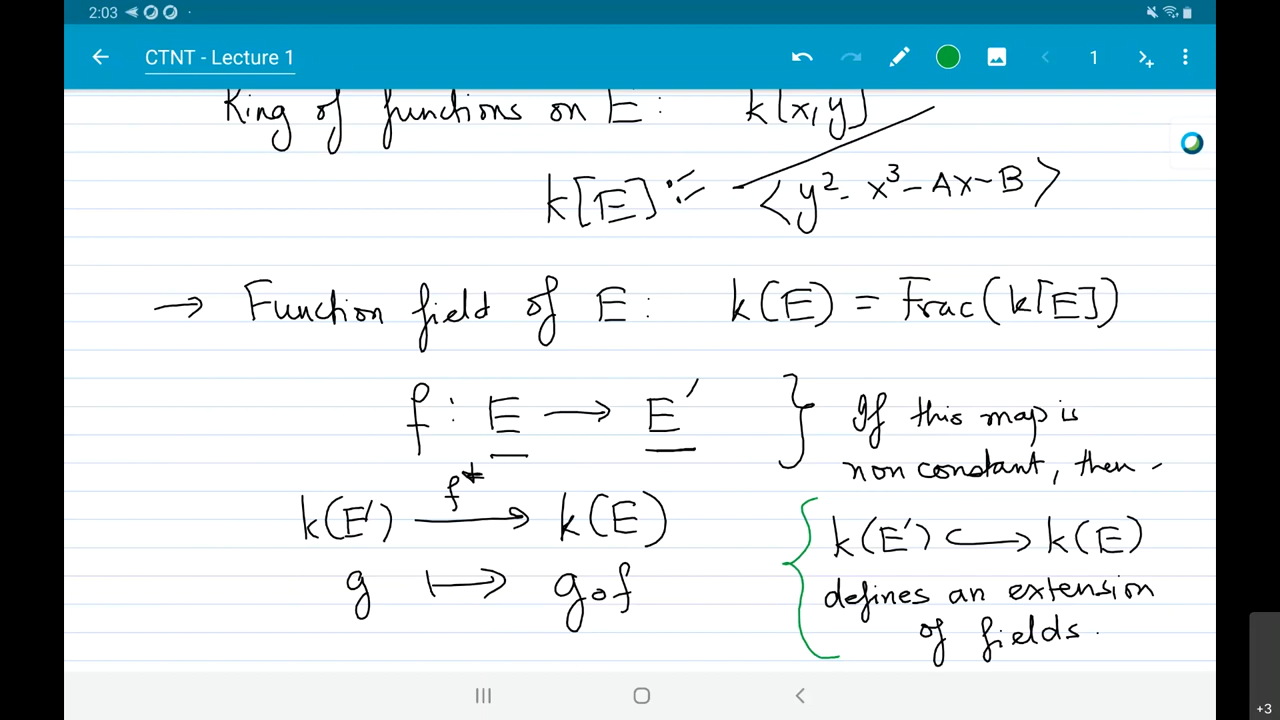 2:03
CTNT - Lecture 1
1
Ring of functions on E : k[x,y]
k[E] := <y² - x³ - Ax - B>
→ Function field of E : k(E) = Frac(k[E])
f : E → E' } If this map is
non constant, then -
k(E') f* → k(E)
{ k(E') ↪ k(E)
g ↦ g∘f
defines an extension
of fields.
+3